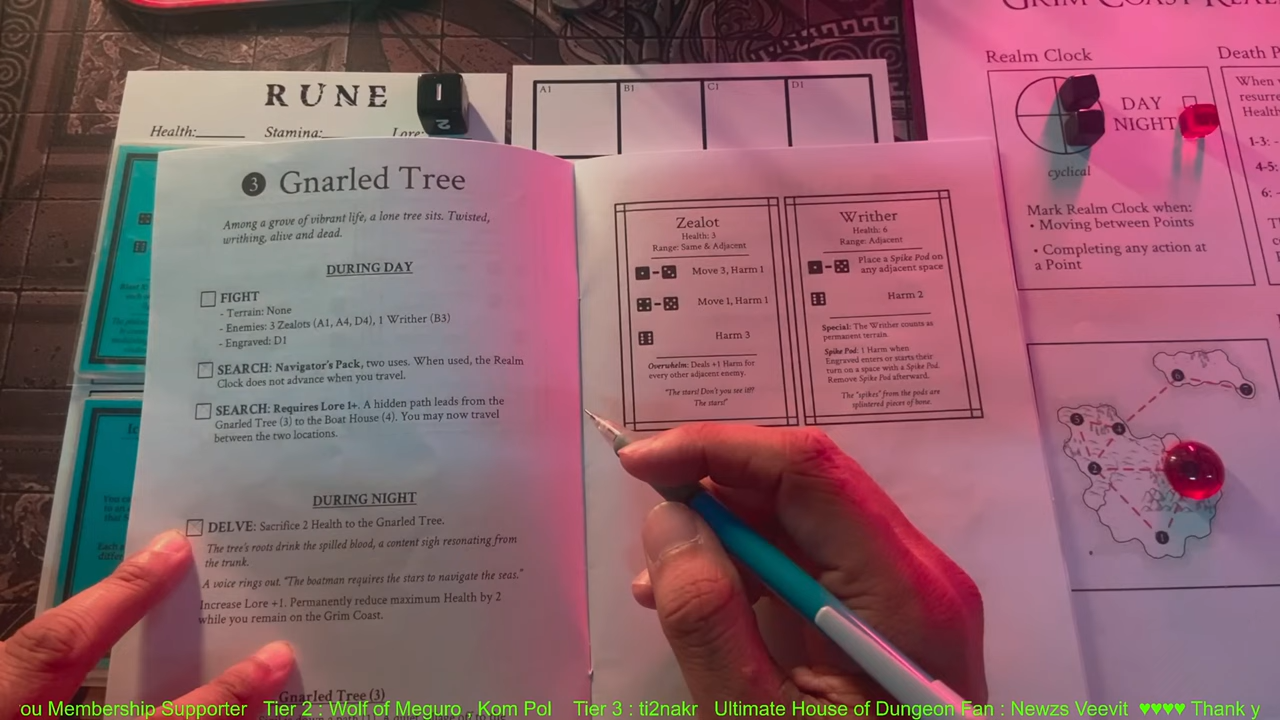 RUNE
Health:
Stamina:
Lore:
A1
B1
C1
D1
GRIM COAST REAL
Realm Clock
Death P
DAY
NIGHT
cyclical
When
resurre
Health
1-3: -
4-5:
6:
Mark Realm Clock when:
• Moving between Points
• Completing any action at
a Point
3 Gnarled Tree
Among a grove of vibrant life, a lone tree sits. Twisted,
writhing, alive and dead.
DURING DAY
FIGHT
- Terrain: None
- Enemies: 3 Zealots (A1, A4, D4), 1 Writher (B3)
- Engraved: D1
SEARCH: Navigator's Pack, two uses. When used, the Realm
Clock does not advance when you travel.
SEARCH: Requires Lore 1+. A hidden path leads from the
Gnarled Tree (3) to the Boat House (4). You may now travel
between the two locations.
DURING NIGHT
DELVE: Sacrifice 2 Health to the Gnarled Tree.
The tree's roots drink the spilled blood, a content sigh resonating from
the trunk.
A voice rings out. "The boatman requires the stars to navigate the seas."
Increase Lore +1. Permanently reduce maximum Health by 2
while you remain on the Grim Coast.
Gnarled Tree (3)
Zealot
Health: 3
Range: Same & Adjacent
Move 3, Harm 1
Move 1, Harm 1
Harm 3
Overwhelm: Deals +1 Harm for
every other adjacent enemy.
"The stars! Don't you see it!?
The stars!"
Writher
Health: 6
Range: Adjacent
Place a Spike Pod on
any adjacent space
Harm 2
Special: The Writher counts as
permanent terrain.
Spike Pod: 1 Harm when
Engraved enters or starts their
turn on a space with a Spike Pod.
Remove Spike Pod afterward.
The "spikes" from the pods are
splintered pieces of bone.
ou Membership Supporter Tier 2 : Wolf of Meguro , Kom Pol Tier 3 : ti2nakr Ultimate House of Dungeon Fan : Newzs Veevit ♥♥♥♥ Thank y